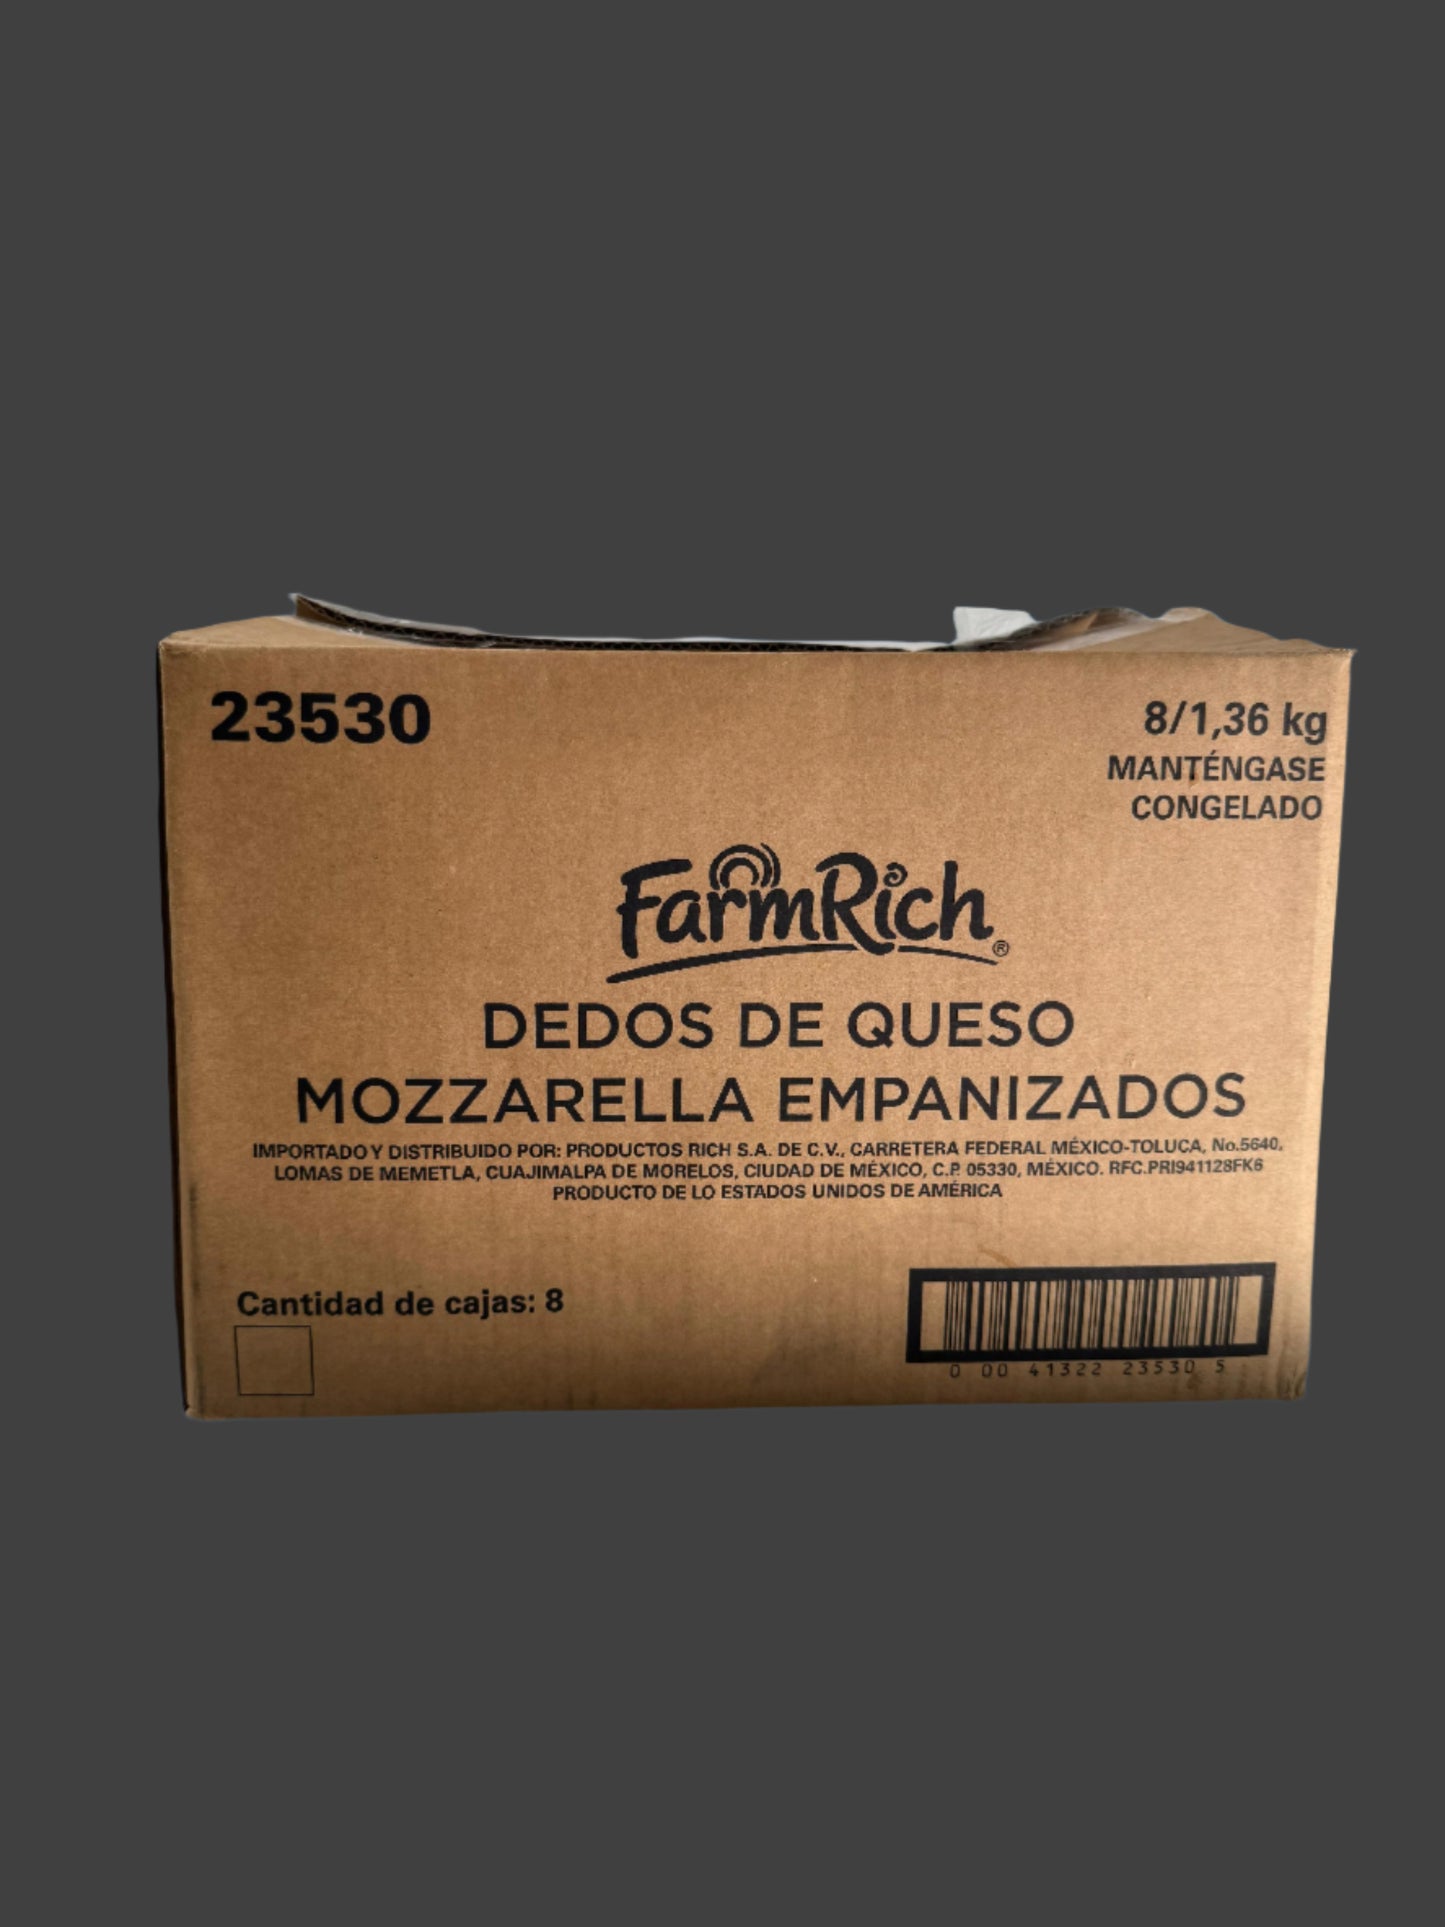 23530
8/1,36 kg
MANTÉNGASE
CONGELADO
FarmRich®
DEDOS DE QUESO
MOZZARELLA EMPANIZADOS
IMPORTADO Y DISTRIBUIDO POR: PRODUCTOS RICH S.A. DE C.V., CARRETERA FEDERAL MÉXICO-TOLUCA, No.5640,
LOMAS DE MEMETLA, CUAJIMALPA DE MORELOS, CIUDAD DE MÉXICO, C.P. 05330, MÉXICO. RFC.PRI941128FK6
PRODUCTO DE LO ESTADOS UNIDOS DE AMÉRICA
Cantidad de cajas: 8
0 00 41322 23530 5